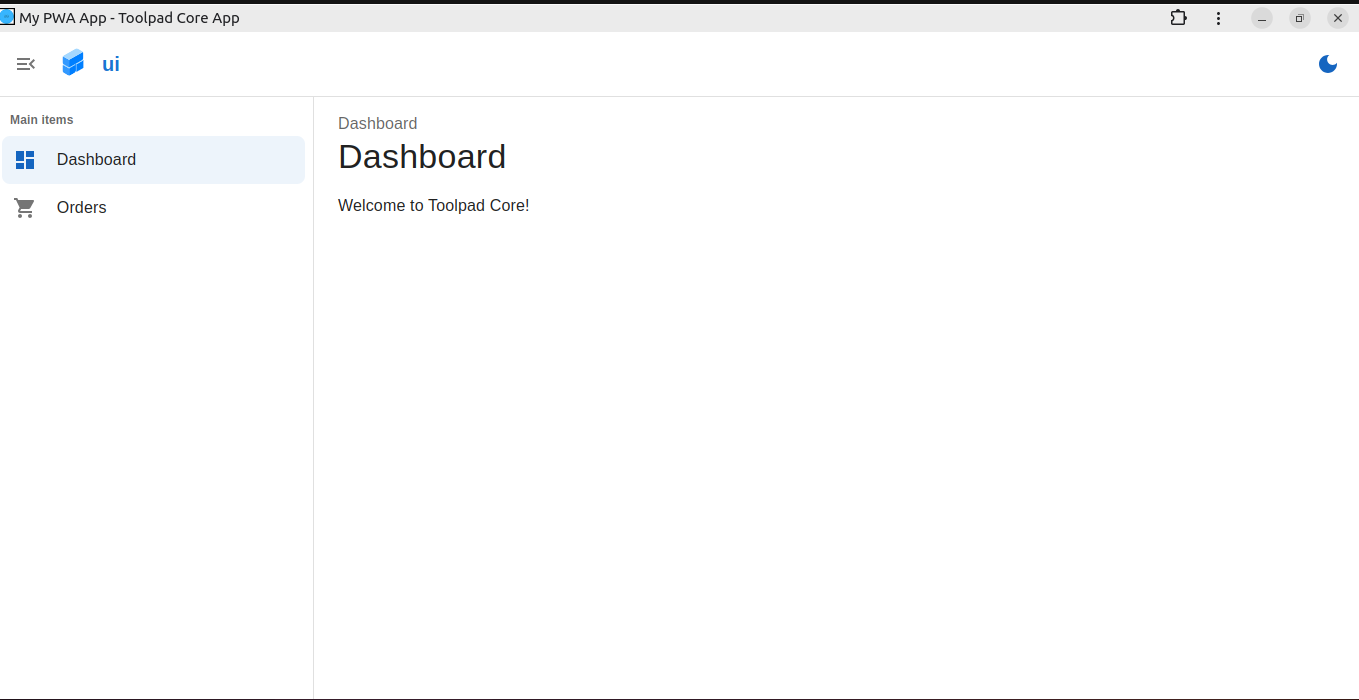 My PWA App - Toolpad Core App
ui
Main items
Dashboard
Orders
Dashboard
Dashboard
Welcome to Toolpad Core!